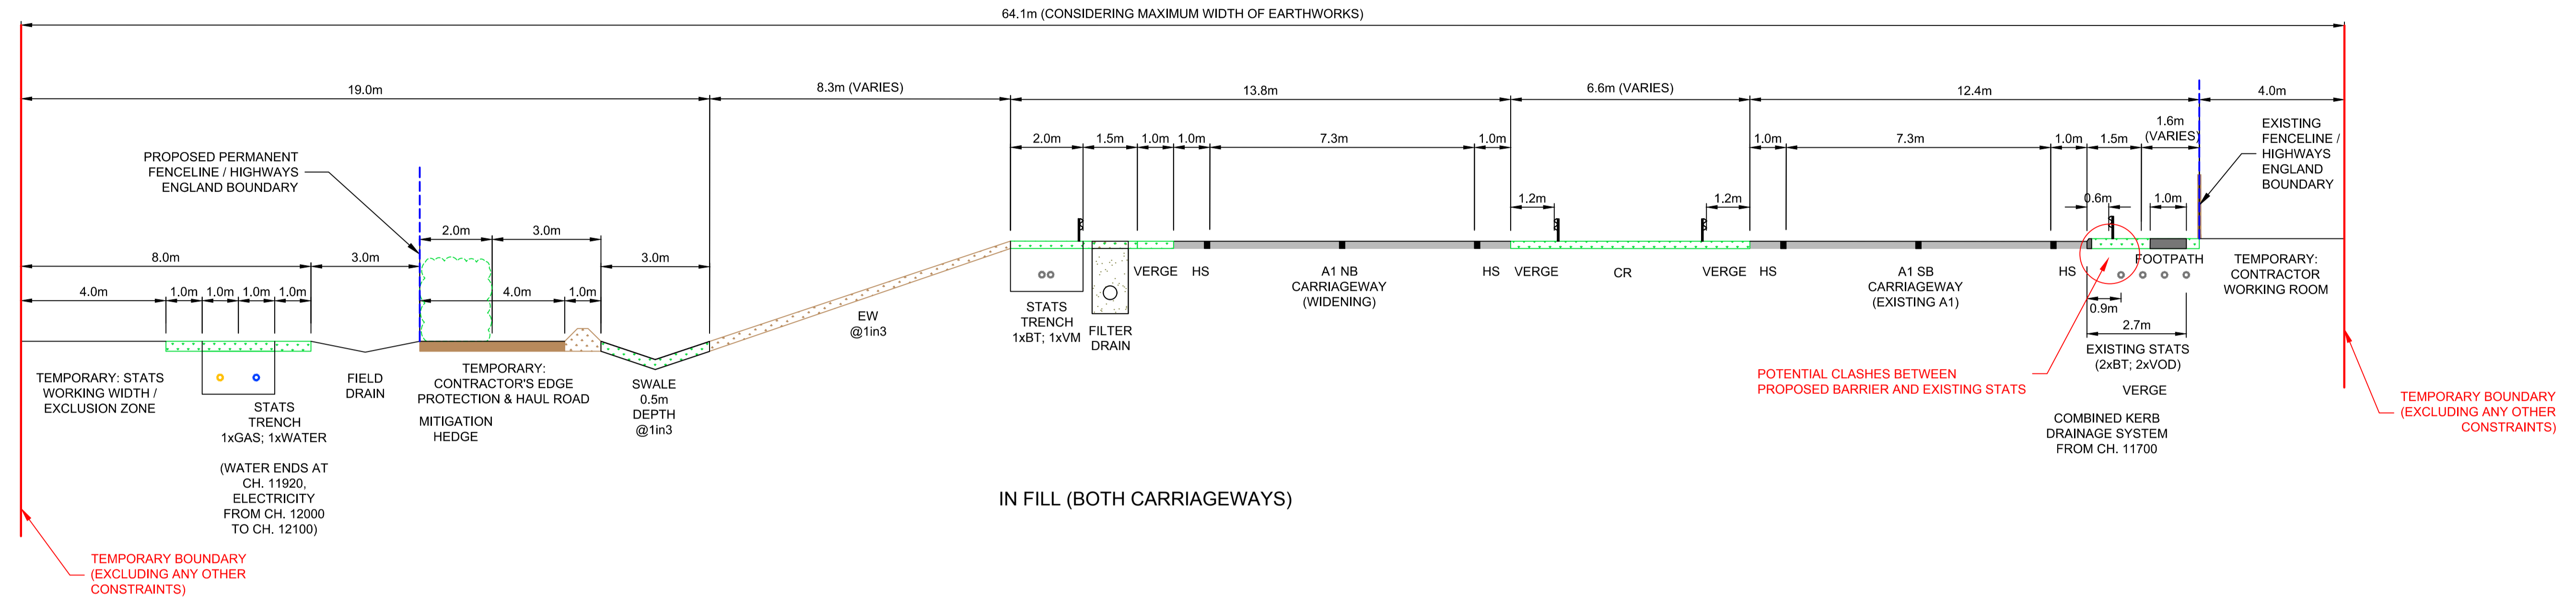 64.1m (CONSIDERING MAXIMUM WIDTH OF EARTHWORKS)
19.0m
8.3m (VARIES)
13.8m
6.6m (VARIES)
12.4m
4.0m
2.0m
1.5m
1.0m
1.0m
7.3m
1.0m
1.0m
7.3m
1.0m
1.5m
1.6m
(VARIES)
EXISTING
FENCELINE /
HIGHWAYS
ENGLAND
BOUNDARY
PROPOSED PERMANENT
FENCELINE / HIGHWAYS
ENGLAND BOUNDARY
1.2m
1.2m
0.6m
1.0m
2.0m
3.0m
8.0m
3.0m
3.0m
4.0m
1.0m
1.0m
1.0m
1.0m
4.0m
1.0m
TEMPORARY: STATS
WORKING WIDTH /
EXCLUSION ZONE
STATS
TRENCH
1xGAS; 1xWATER
(WATER ENDS AT
CH. 11920,
ELECTRICITY
FROM CH. 12000
TO CH. 12100)
FIELD
DRAIN
TEMPORARY:
CONTRACTOR'S EDGE
PROTECTION & HAUL ROAD
MITIGATION
HEDGE
SWALE
0.5m
DEPTH
@1in3
EW
@1in3
STATS
TRENCH
1xBT; 1xVM
FILTER
DRAIN
VERGE
HS
A1 NB
CARRIAGEWAY
(WIDENING)
HS
VERGE
CR
VERGE
HS
A1 SB
CARRIAGEWAY
(EXISTING A1)
HS
FOOTPATH
0.9m
2.7m
EXISTING STATS
(2xBT; 2xVOD)
VERGE
COMBINED KERB
DRAINAGE SYSTEM
FROM CH. 11700
TEMPORARY:
CONTRACTOR
WORKING ROOM
POTENTIAL CLASHES BETWEEN
PROPOSED BARRIER AND EXISTING STATS
TEMPORARY BOUNDARY
(EXCLUDING ANY OTHER
CONSTRAINTS)
IN FILL (BOTH CARRIAGEWAYS)
TEMPORARY BOUNDARY
(EXCLUDING ANY OTHER
CONSTRAINTS)